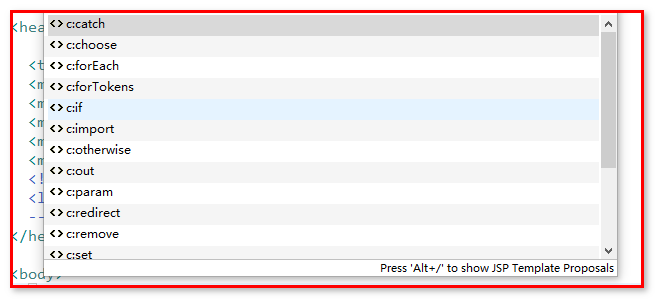 <hea
<t
<m
<m
<m
<m
<m
<!
<l
--
</he
<body>
c:catch
c:choose
c:forEach
c:forTokens
c:if
c:import
c:otherwise
c:out
c:param
c:redirect
c:remove
c:set
Press 'Alt+/' to show JSP Template Proposals